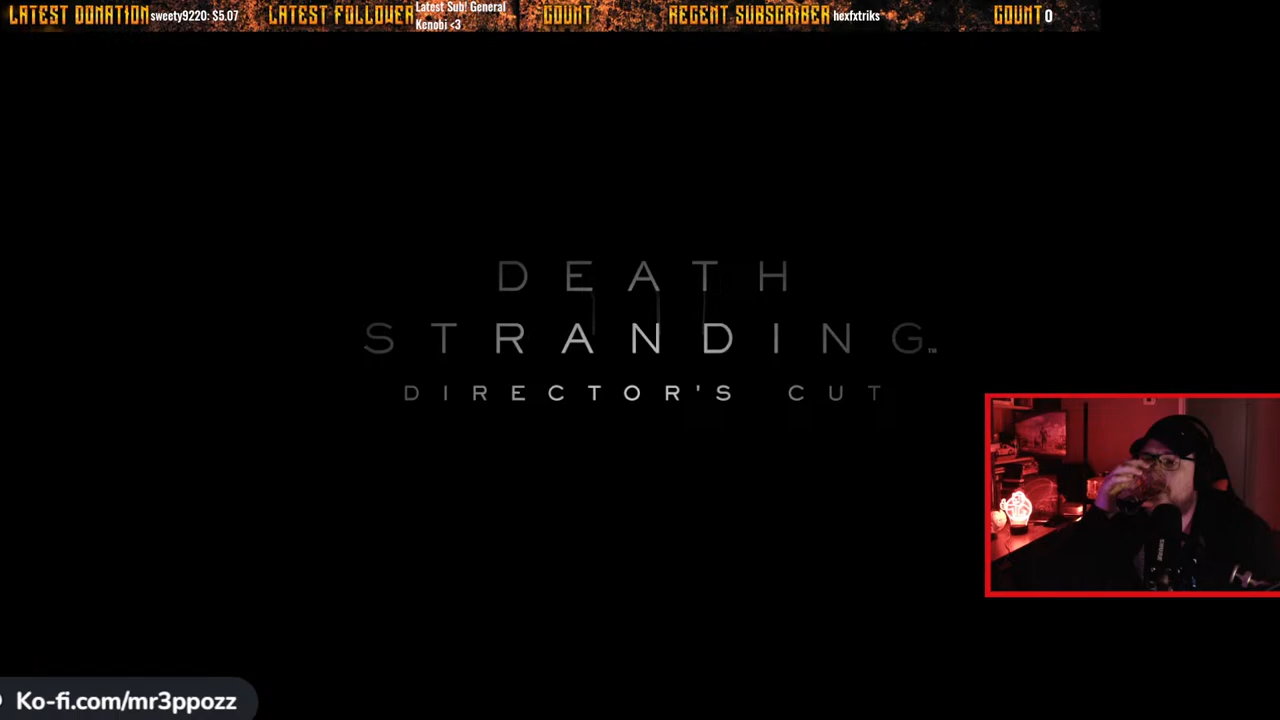 LATEST DONATION sweety9220: $5.07 LATEST FOLLOWER Latest Sub! General Kenobi <3 COUNT RECENT SUBSCRIBER hexfxtriks COUNT 0
DEATH
STRANDING™
DIRECTOR'S CUT
Ko-fi.com/mr3ppozz